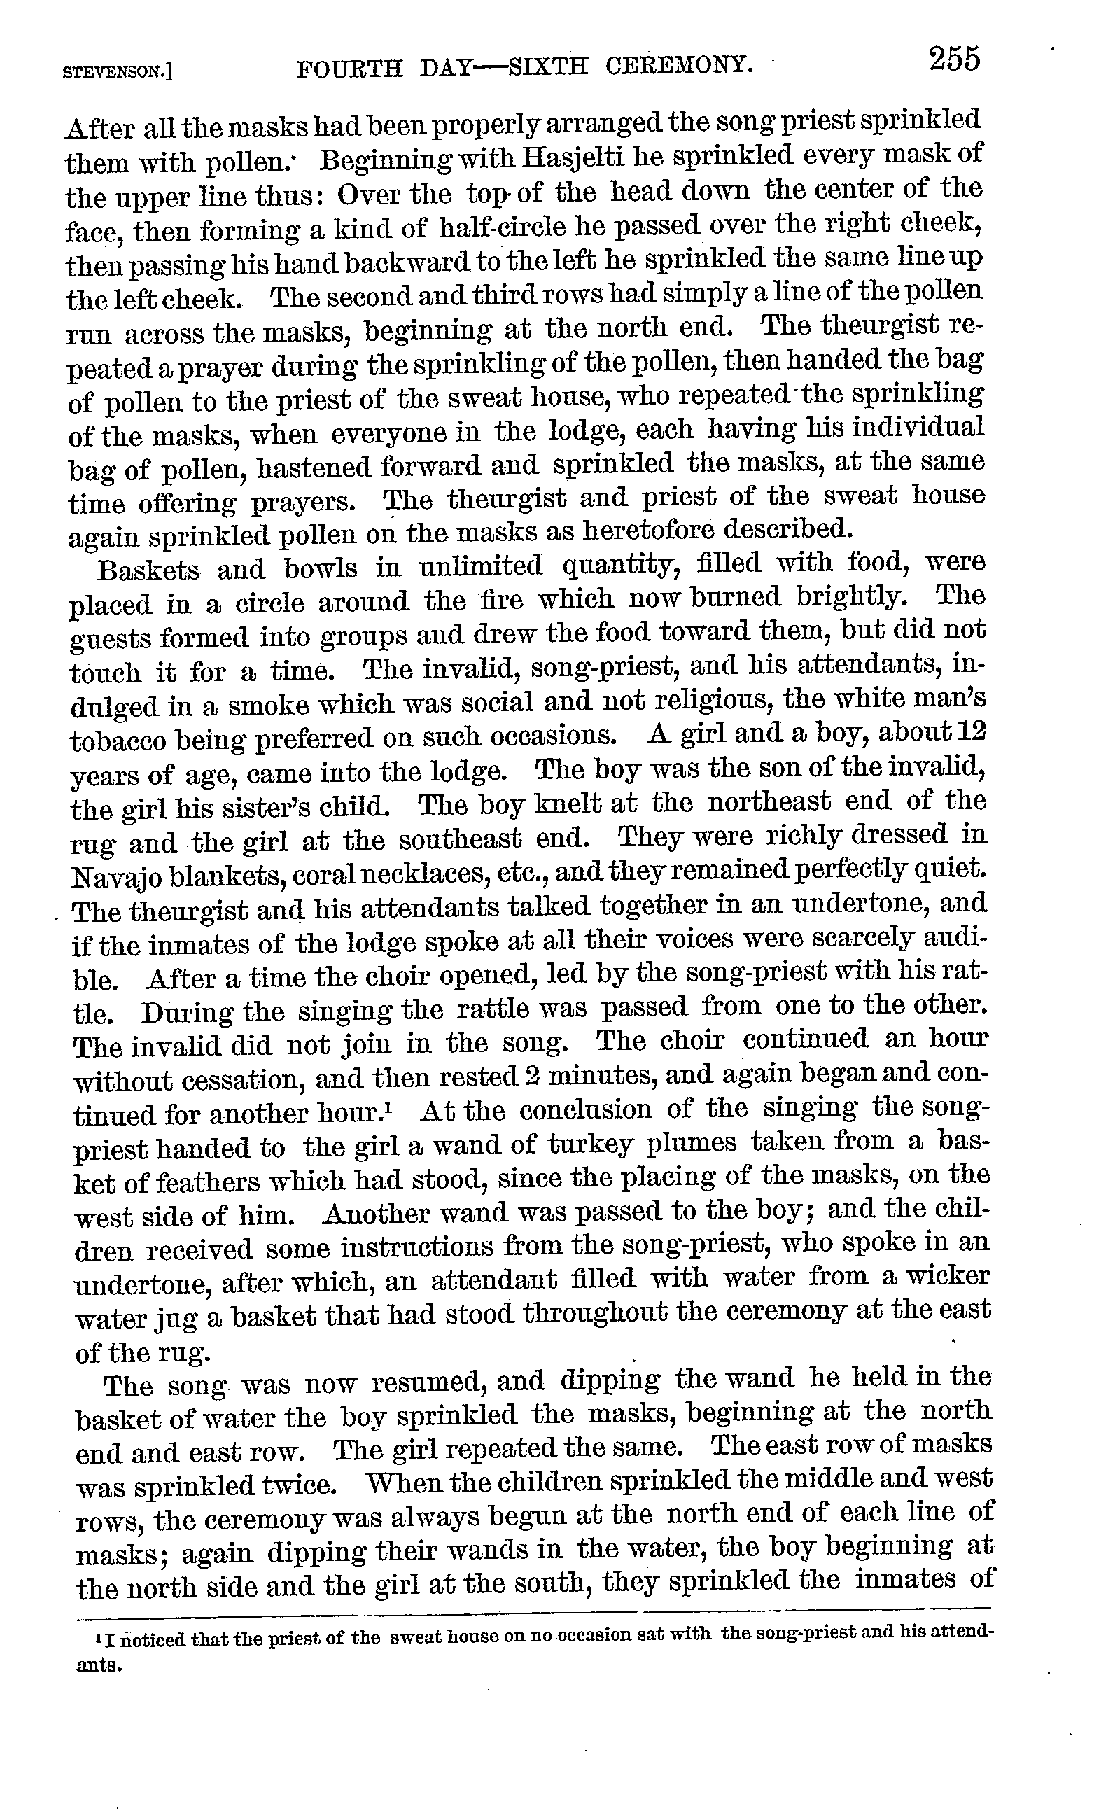 STEVENSON.] FOURTH DAY—SIXTH CEREMONY. 255
After all the masks had been properly arranged the song priest sprinkled
them with pollen. Beginning with Hasjelti he sprinkled every mask of
the upper line thus: Over the top of the head down the center of the
face, then forming a kind of half-circle he passed over the right cheek,
then passing his hand backward to the left he sprinkled the same line up
the left cheek. The second and third rows had simply a line of the pollen
run across the masks, beginning at the north end. The theurgist re-
peated a prayer during the sprinkling of the pollen, then handed the bag
of pollen to the priest of the sweat house, who repeated the sprinkling
of the masks, when everyone in the lodge, each having his individual
bag of pollen, hastened forward and sprinkled the masks, at the same
time offering prayers. The theurgist and priest of the sweat house
again sprinkled pollen on the masks as heretofore described.
Baskets and bowls in unlimited quantity, filled with food, were
placed in a circle around the fire which now burned brightly. The
guests formed into groups and drew the food toward them, but did not
touch it for a time. The invalid, song-priest, and his attendants, in-
dulged in a smoke which was social and not religious, the white man's
tobacco being preferred on such occasions. A girl and a boy, about 12
years of age, came into the lodge. The boy was the son of the invalid,
the girl his sister's child. The boy knelt at the northeast end of the
rug and the girl at the southeast end. They were richly dressed in
Navajo blankets, coral necklaces, etc., and they remained perfectly quiet.
The theurgist and his attendants talked together in an undertone, and
if the inmates of the lodge spoke at all their voices were scarcely audi-
ble. After a time the choir opened, led by the song-priest with his rat-
tle. During the singing the rattle was passed from one to the other.
The invalid did not join in the song. The choir continued an hour
without cessation, and then rested 2 minutes, and again began and con-
tinued for another hour.¹ At the conclusion of the singing the song-
priest handed to the girl a wand of turkey plumes taken from a bas-
ket of feathers which had stood, since the placing of the masks, on the
west side of him. Another wand was passed to the boy; and the chil-
dren received some instructions from the song-priest, who spoke in an
undertone, after which, an attendant filled with water from a wicker
water jug a basket that had stood throughout the ceremony at the east
of the rug.
The song was now resumed, and dipping the wand he held in the
basket of water the boy sprinkled the masks, beginning at the north
end and east row. The girl repeated the same. The east row of masks
was sprinkled twice. When the children sprinkled the middle and west
rows, the ceremony was always begun at the north end of each line of
masks; again dipping their wands in the water, the boy beginning at
the north side and the girl at the south, they sprinkled the inmates of
¹ I noticed that the priest of the sweat house on no occasion sat with the song-priest and his attend-
ants.